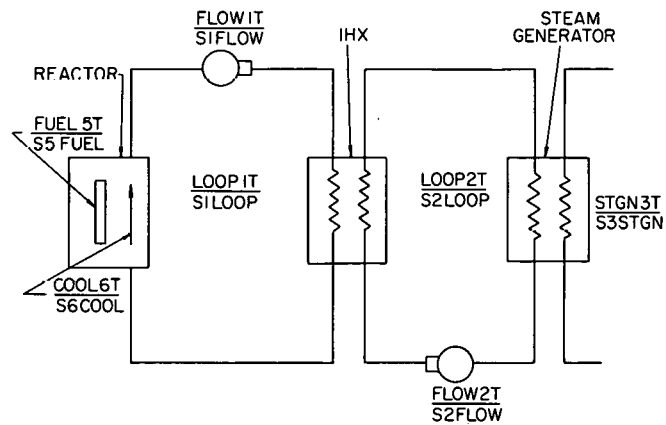 FLOW1T
S1FLOW
STEAM
GENERATOR
IHX
REACTOR
FUEL 5T
S5 FUEL
LOOP1T
S1LOOP
LOOP2T
S2LOOP
STGN3T
S3STGN
COOL6T
S6COOL
FLOW2T
S2FLOW